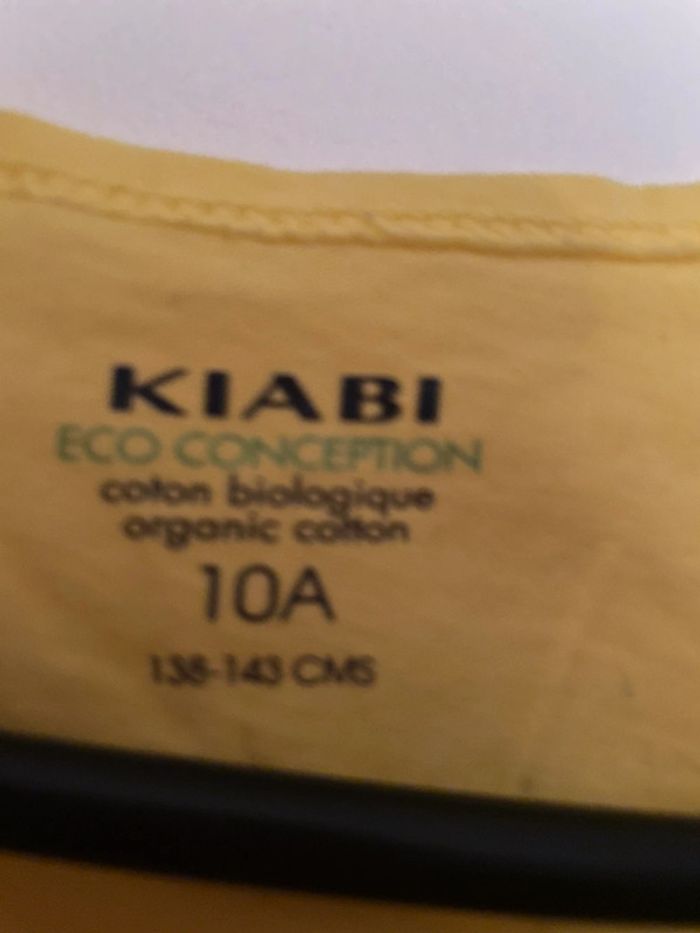 KIABI
ECO CONCEPTION
coton biologique
organic cotton
10A
138-143 CMS